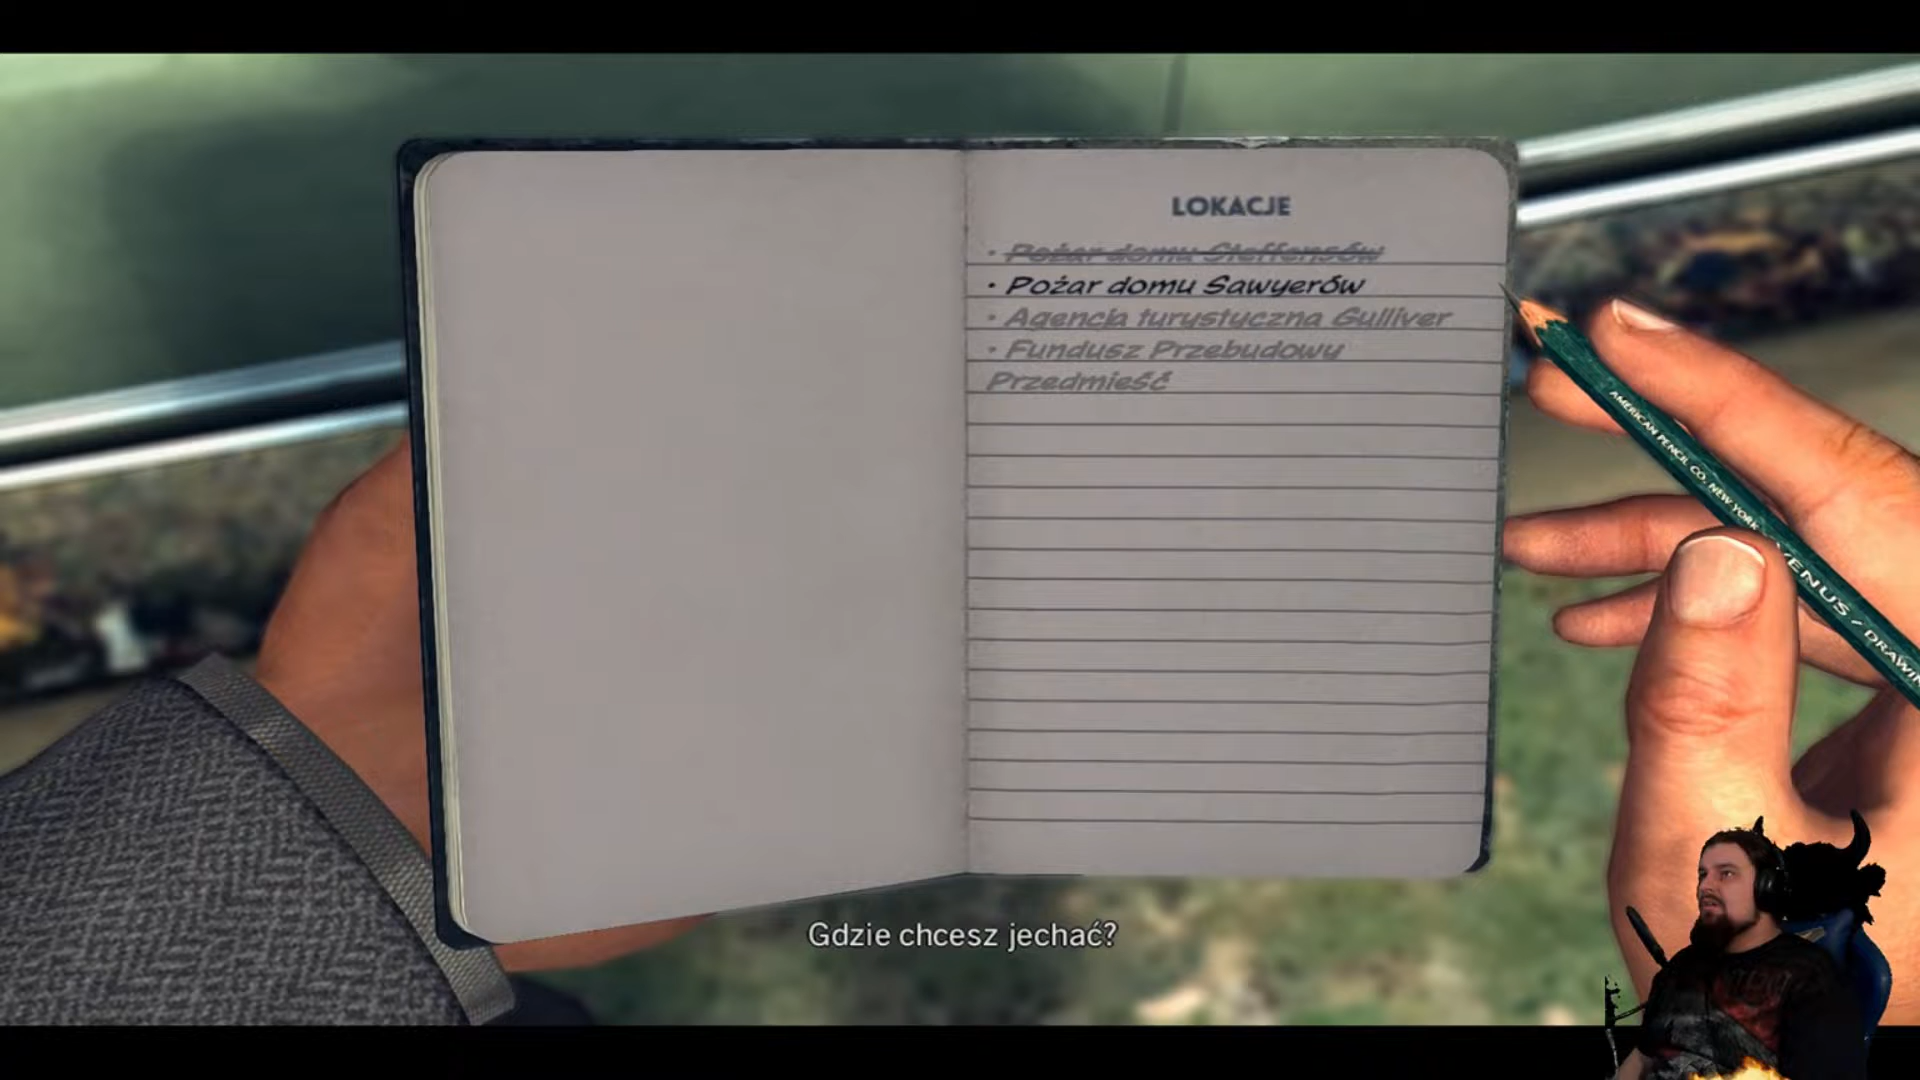 LOKACJE
• Pożar domu Steffensów
• Pożar domu Sawyerów
• Agencja turystyczna Gulliver
• Fundusz Przebudowy
Przedmieść
AMERICAN PENCIL CO. NEW YORK
VENUS / DRAWIN
Gdzie chcesz jechać?